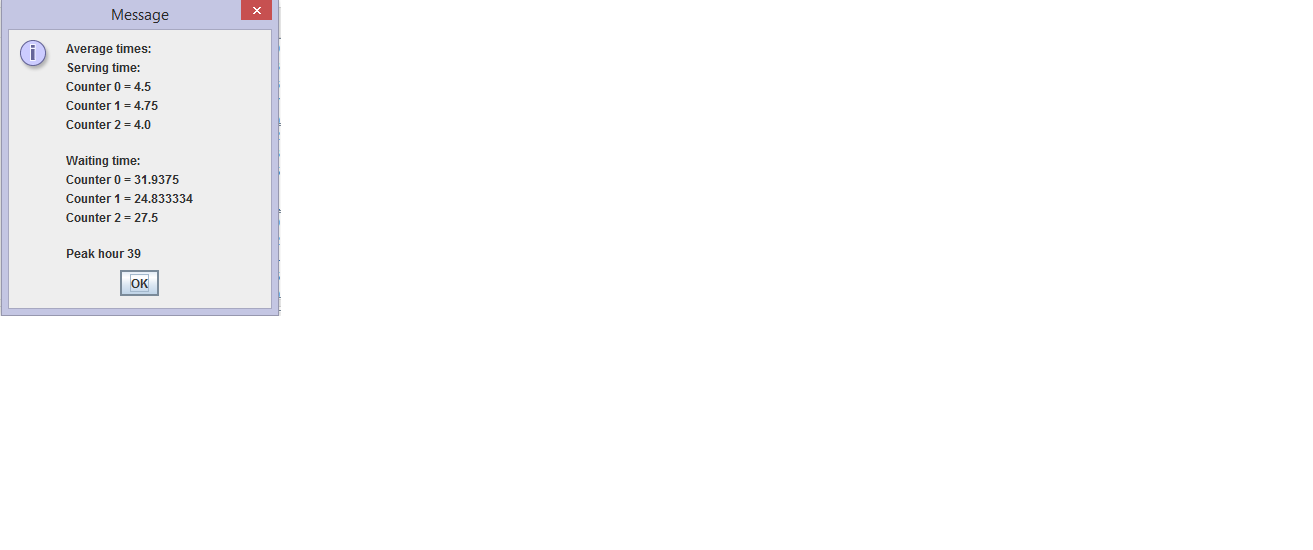 Message
Average times:
Serving time:
Counter 0 = 4.5
Counter 1 = 4.75
Counter 2 = 4.0
Waiting time:
Counter 0 = 31.9375
Counter 1 = 24.833334
Counter 2 = 27.5
Peak hour 39
OK